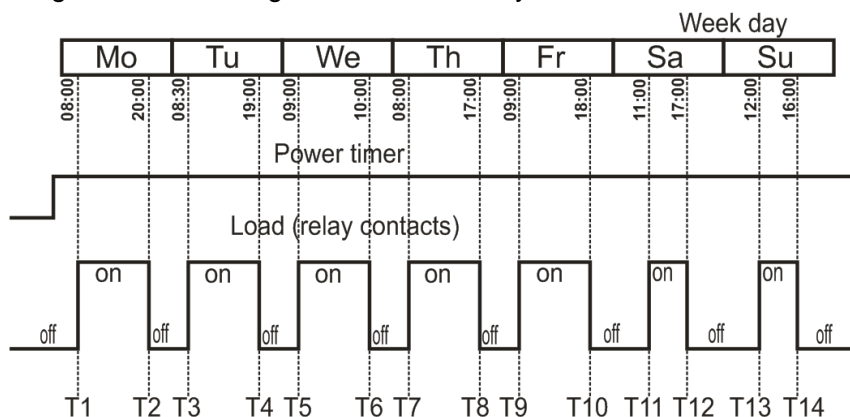 Week day
Mo Tu We Th Fr Sa Su
08:00 20:00 08:30 19:00 09:00 10:00 08:00 17:00 09:00 18:00 11:00 17:00 12:00 16:00
Power timer
Load (relay contacts)
on on on on on on on
off off off off off off off off
T1 T2 T3 T4 T5 T6 T7 T8 T9 T10 T11 T12 T13 T14